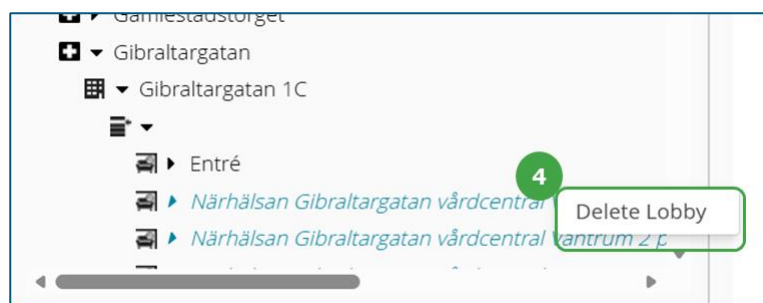 Gamlestadstorget
Gibraltargatan
Gibraltargatan 1C
Entré
4
Närhälsan Gibraltargatan vårdcentral
Delete Lobby
Närhälsan Gibraltargatan vårdcentral Väntrum 2 p